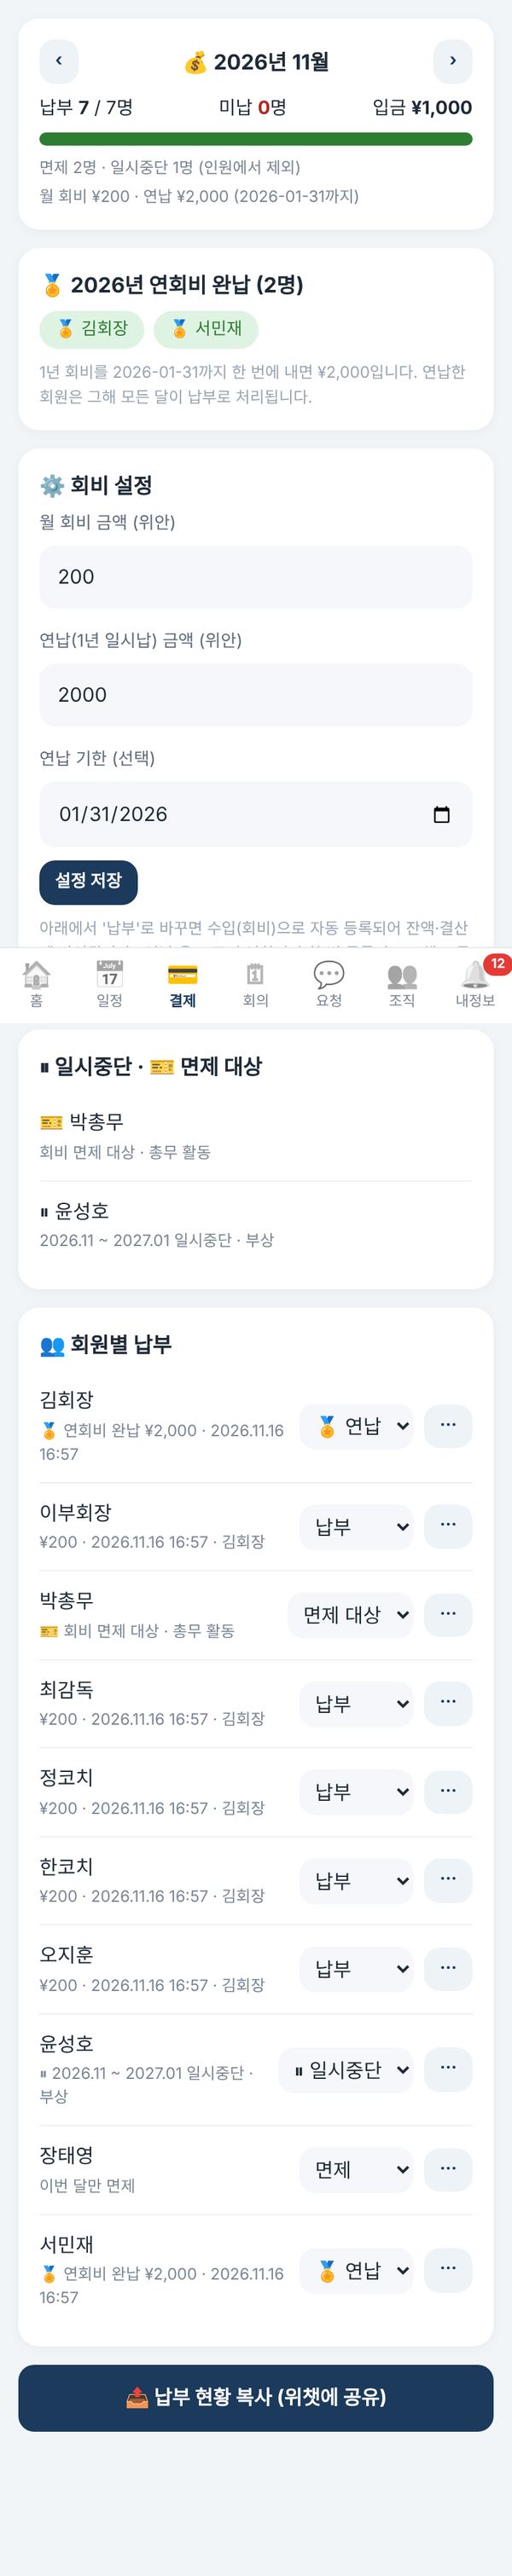 ‹ 💰 2026년 11월 ›
납부 7 / 7명 미납 0명 입금 ¥1,000
면제 2명 · 일시중단 1명 (인원에서 제외)
월 회비 ¥200 · 연납 ¥2,000 (2026-01-31까지)
🏅 2026년 연회비 완납 (2명)
🏅 김회장 🏅 서민재
1년 회비를 2026-01-31까지 한 번에 내면 ¥2,000입니다. 연납한
회원은 그해 모든 달이 납부로 처리됩니다.
⚙️ 회비 설정
월 회비 금액 (위안)
200
연납(1년 일시납) 금액 (위안)
2000
연납 기한 (선택)
01/31/2026
설정 저장
아래에서 '납부'로 바꾸면 수입(회비)으로 자동 등록되어 잔액·결산
July 17 12
홈 일정 결제 회의 요청 조직 내정보
⏸ 일시중단 · 🎫 면제 대상
🎫 박총무
회비 면제 대상 · 총무 활동
⏸ 윤성호
2026.11 ~ 2027.01 일시중단 · 부상
👥 회원별 납부
김회장
🏅 연회비 완납 ¥2,000 · 2026.11.16
16:57
🏅 연납 ···
이부회장
¥200 · 2026.11.16 16:57 · 김회장
납부 ···
박총무
🎫 회비 면제 대상 · 총무 활동
면제 대상 ···
최감독
¥200 · 2026.11.16 16:57 · 김회장
납부 ···
정코치
¥200 · 2026.11.16 16:57 · 김회장
납부 ···
한코치
¥200 · 2026.11.16 16:57 · 김회장
납부 ···
오지훈
¥200 · 2026.11.16 16:57 · 김회장
납부 ···
윤성호
⏸ 2026.11 ~ 2027.01 일시중단 ·
부상
⏸ 일시중단 ···
장태영
이번 달만 면제
면제 ···
서민재
🏅 연회비 완납 ¥2,000 · 2026.11.16
16:57
🏅 연납 ···
📤 납부 현황 복사 (위챗에 공유)